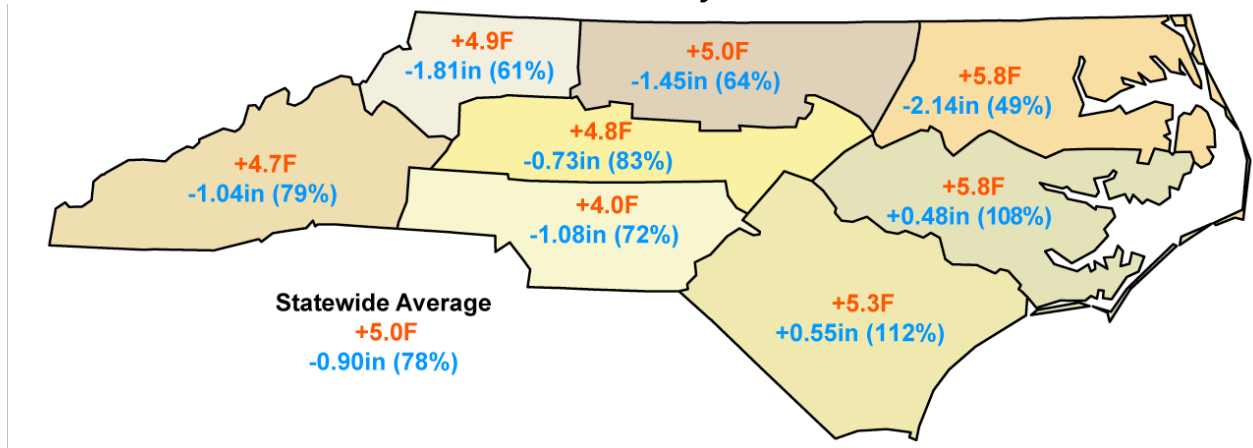 +4.9F
-1.81in (61%)
+5.0F
-1.45in (64%)
+5.8F
-2.14in (49%)
+4.7F
-1.04in (79%)
+4.8F
-0.73in (83%)
+5.8F
+0.48in (108%)
+4.0F
-1.08in (72%)
+5.3F
+0.55in (112%)
Statewide Average
+5.0F
-0.90in (78%)